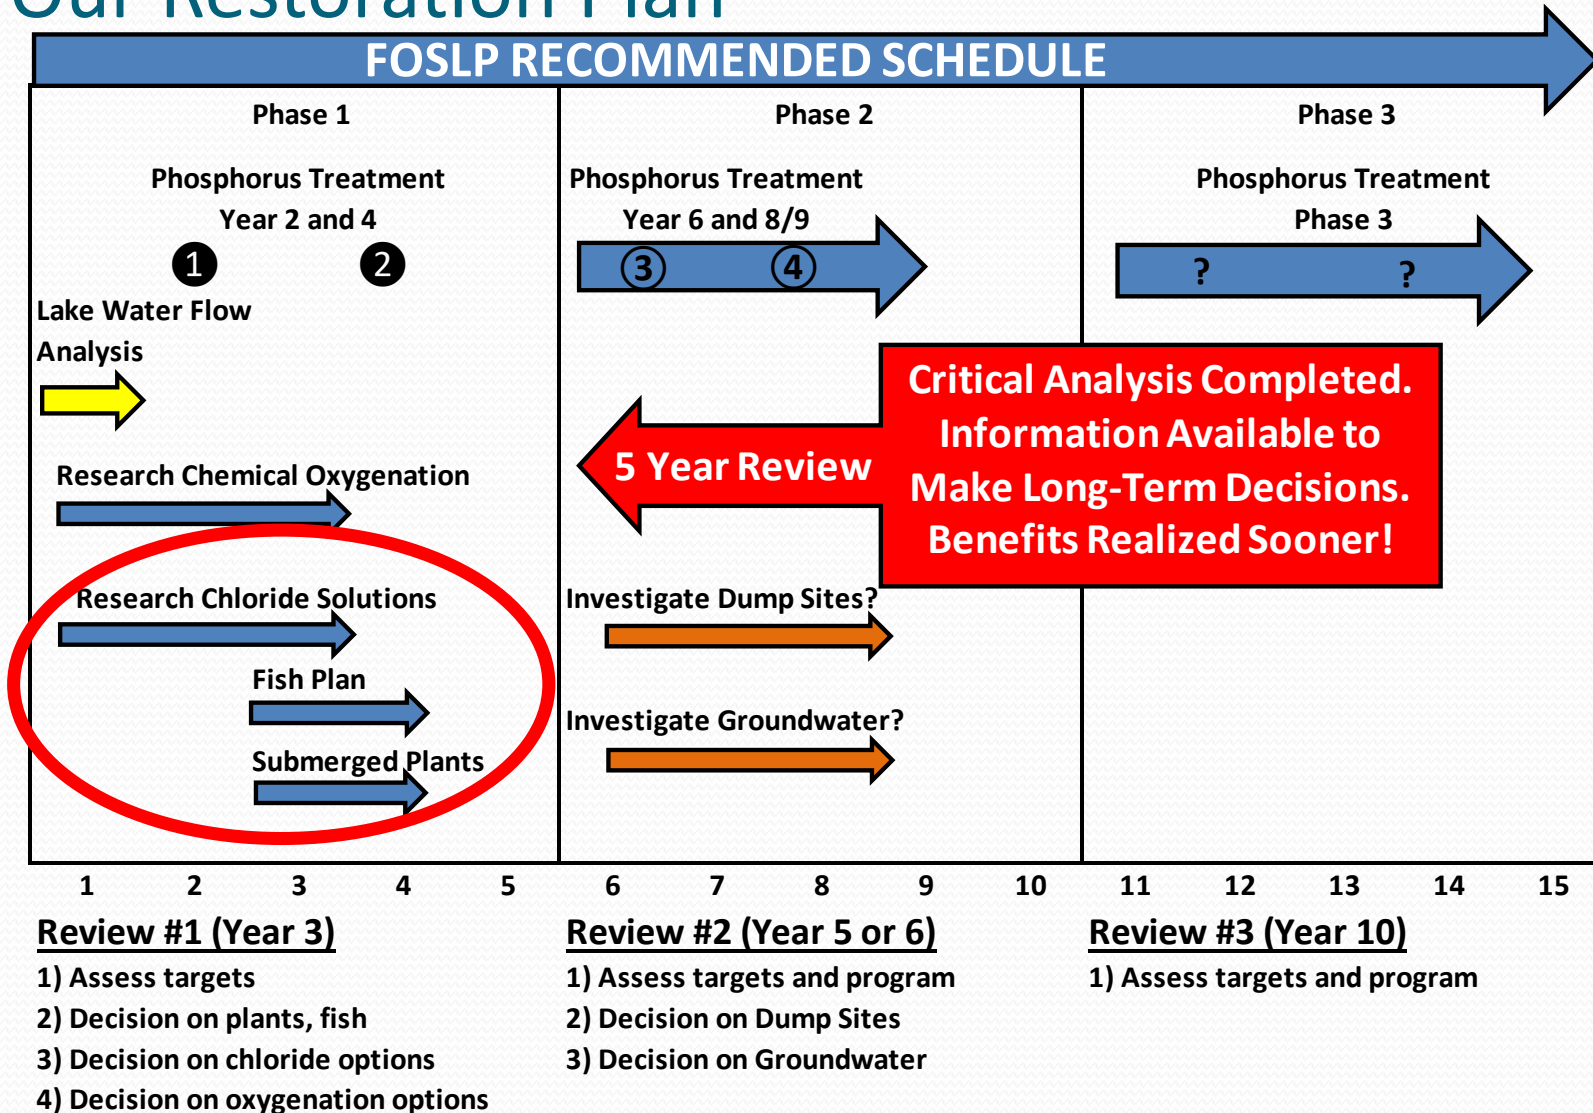 Our Restoration Plan
FOSLP RECOMMENDED SCHEDULE
Phase 1
Phosphorus Treatment
Year 2 and 4
1
2
Lake Water Flow
Analysis
Research Chemical Oxygenation
Research Chloride Solutions
Fish Plan
Submerged Plants
Phase 2
Phosphorus Treatment
Year 6 and 8/9
3
4
5 Year Review
Critical Analysis Completed.
Information Available to
Make Long-Term Decisions.
Benefits Realized Sooner!
Investigate Dump Sites?
Investigate Groundwater?
Phase 3
Phosphorus Treatment
Phase 3
?
?
1 2 3 4 5 6 7 8 9 10 11 12 13 14 15
Review #1 (Year 3)
1) Assess targets
2) Decision on plants, fish
3) Decision on chloride options
4) Decision on oxygenation options
Review #2 (Year 5 or 6)
1) Assess targets and program
2) Decision on Dump Sites
3) Decision on Groundwater
Review #3 (Year 10)
1) Assess targets and program